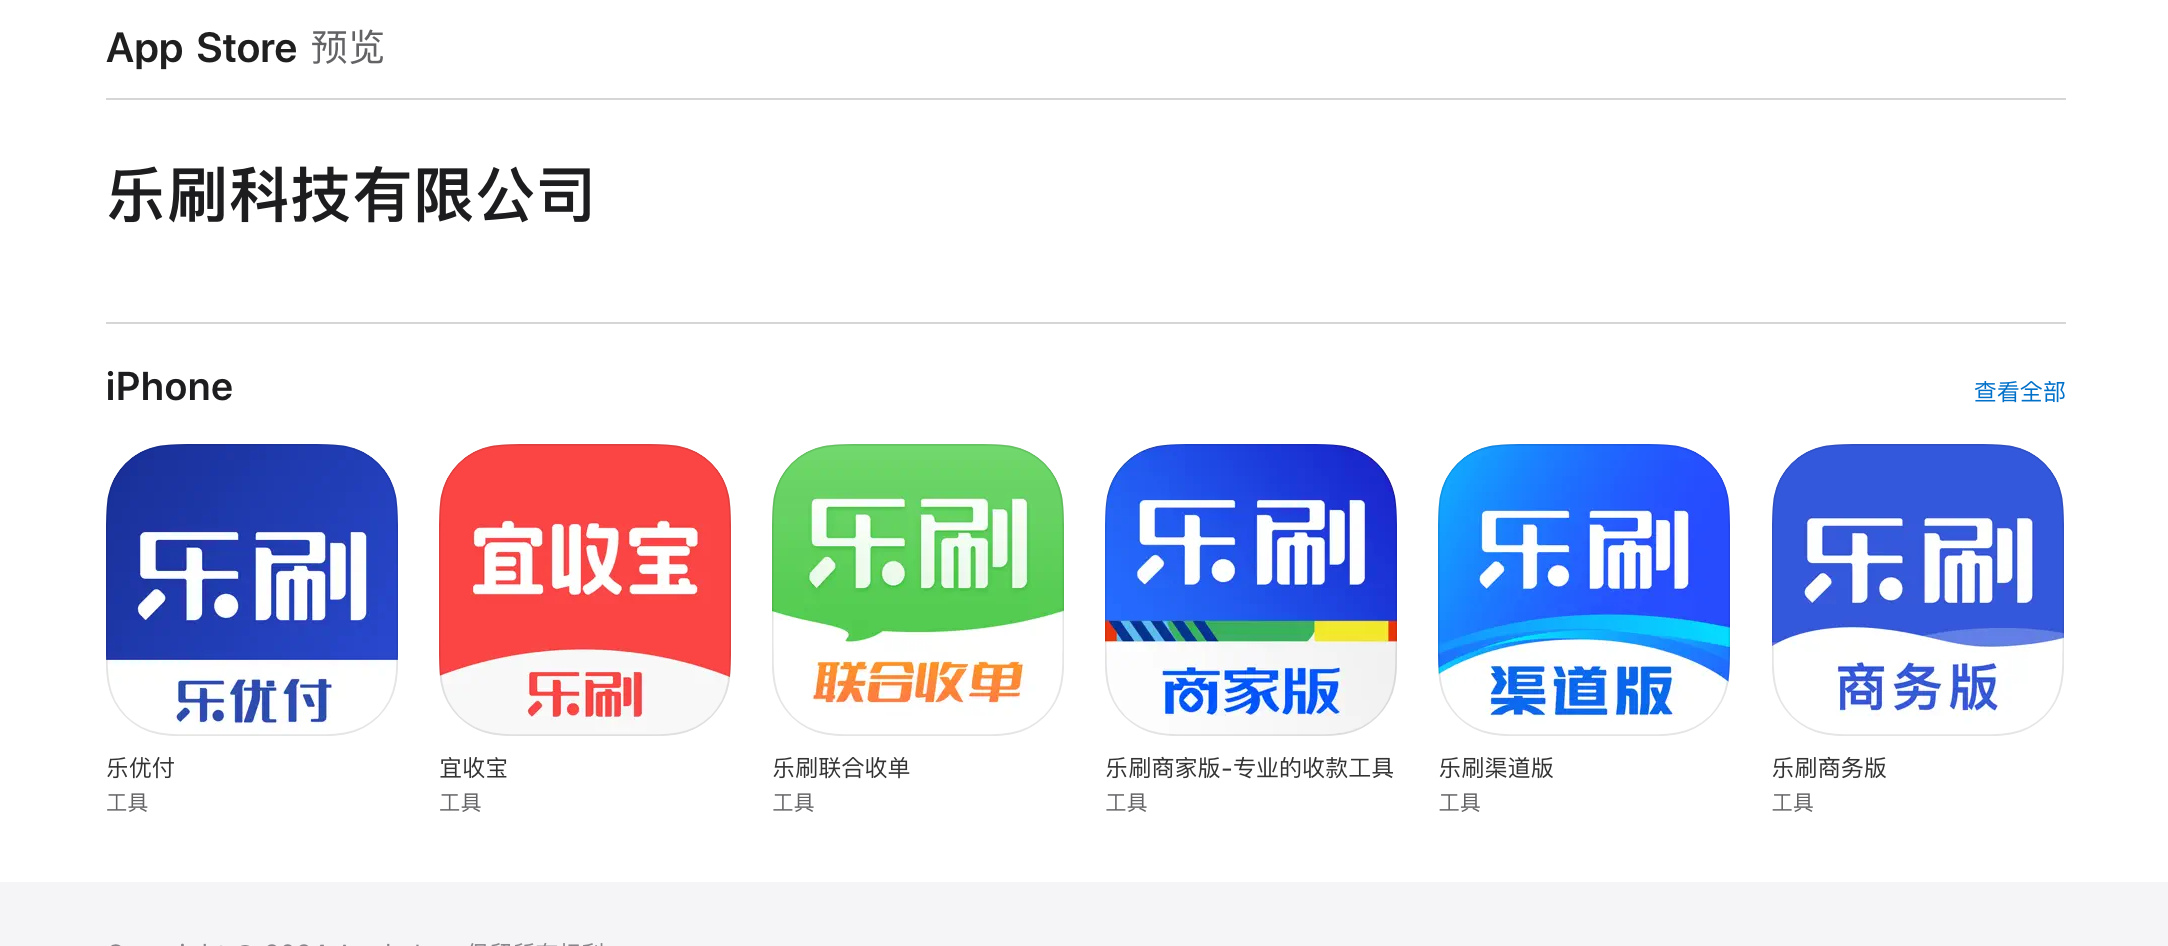 App Store 预览
乐刷科技有限公司
iPhone
查看全部
乐刷
乐优付
宜收宝
乐刷
乐刷
联合收单
乐刷
商家版
乐刷
渠道版
乐刷
商务版
乐优付
工具
宜收宝
工具
乐刷联合收单
工具
乐刷商家版-专业的收款工具
工具
乐刷渠道版
工具
乐刷商务版
工具